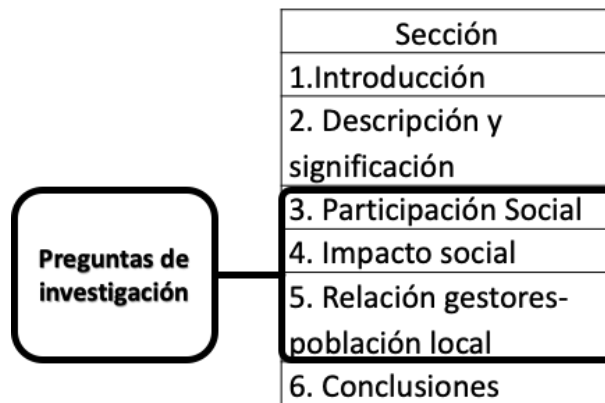 Sección
1.Introducción
2. Descripción y
significación
3. Participación Social
4. Impacto social
5. Relación gestores-
población local
6. Conclusiones
Preguntas de
investigación